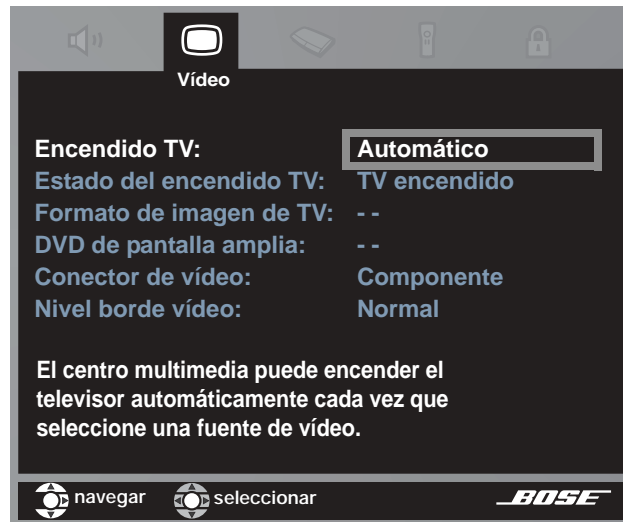 Vídeo
Encendido TV: Automático
Estado del encendido TV: TV encendido
Formato de imagen de TV: - -
DVD de pantalla amplia: - -
Conector de vídeo: Componente
Nivel borde vídeo: Normal
El centro multimedia puede encender el
televisor automáticamente cada vez que
seleccione una fuente de vídeo.
navegar seleccionar BOSE